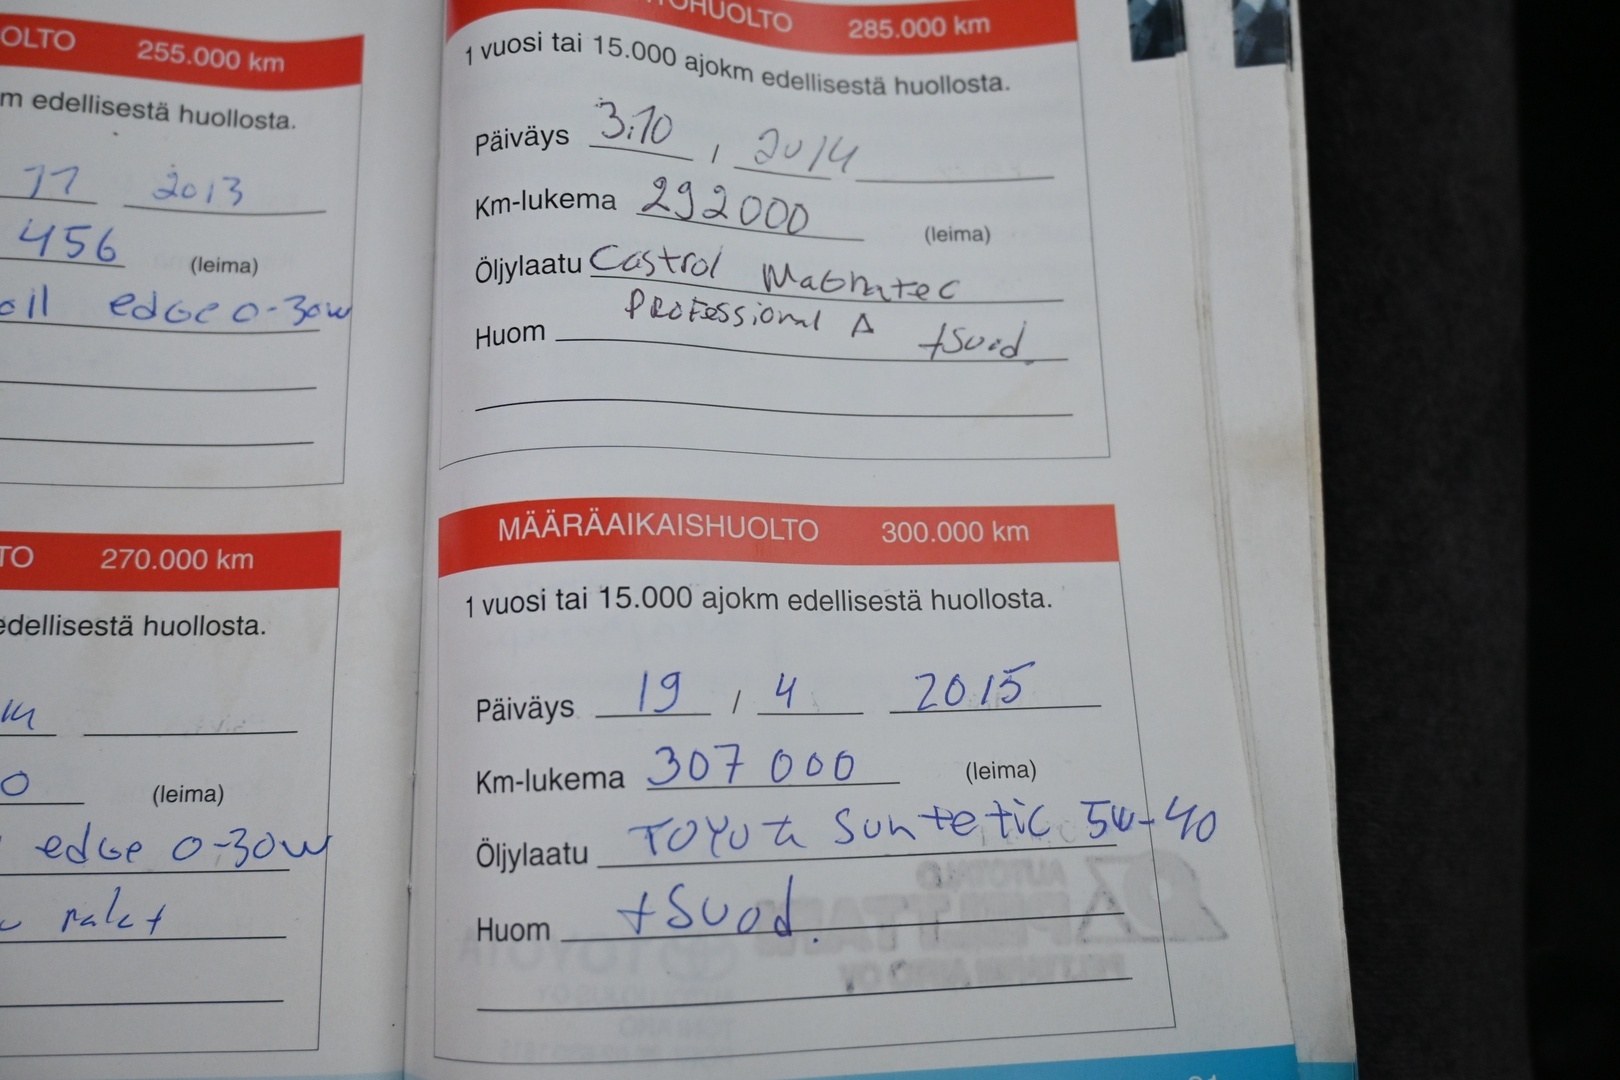 OLTO 255.000 km
m edellisestä huollosta.
11 2013
456 (leima)
oil edge 0-30w
TO 270.000 km
edellisestä huollosta.
0 (leima)
edge 0-30w
ÖHUOLTO 285.000 km
1 vuosi tai 15.000 ajokm edellisestä huollosta.
Päiväys 3.10 / 2014
Km-lukema 292000 (leima)
Öljylaatu Castrol Magnatec
Professional A
Huom +Suod.
MÄÄRÄAIKAISHUOLTO 300.000 km
1 vuosi tai 15.000 ajokm edellisestä huollosta.
Päiväys 19 / 4 2015
Km-lukema 307 000 (leima)
Öljylaatu TOYOTA Suntetic 5w-40
Huom +Suod.